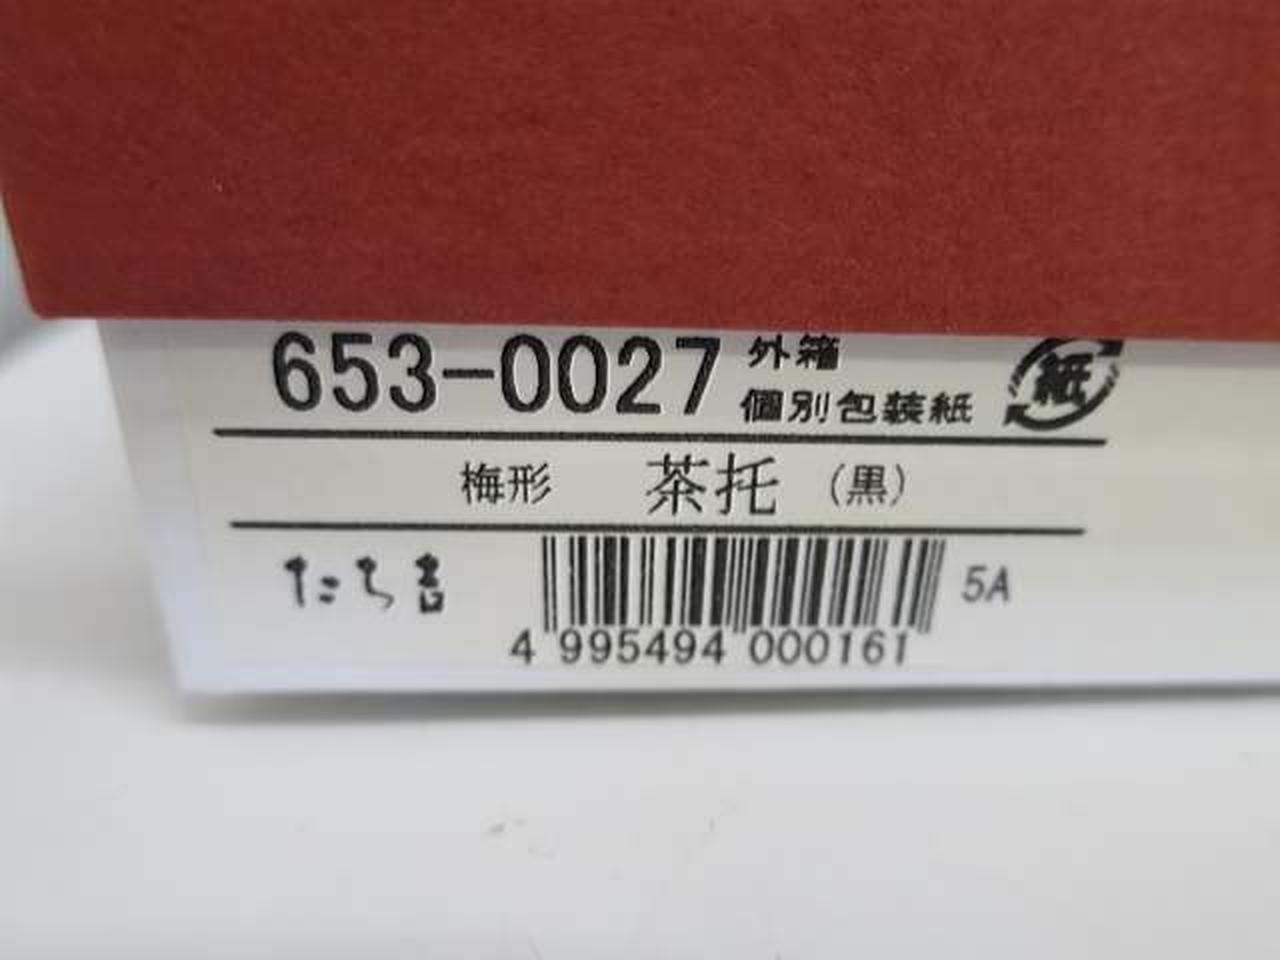 653-0027 外箱
個別包装紙 紙
梅形 茶托 (黒)
たち吉 5A
4 995494 000161